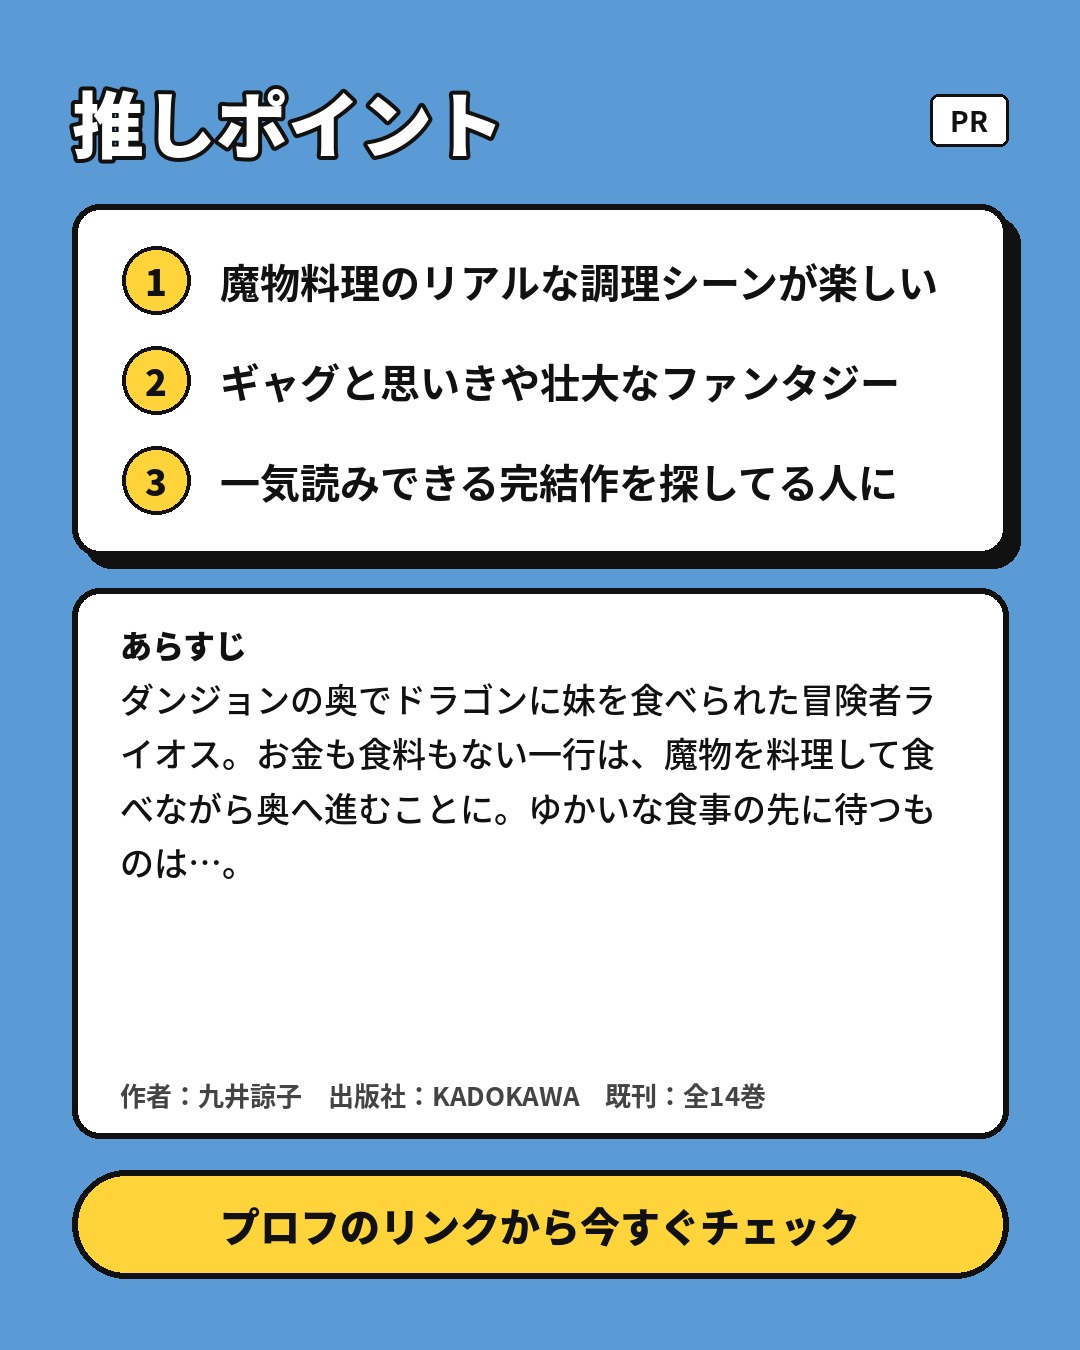 推しポイント
PR
1 魔物料理のリアルな調理シーンが楽しい
2 ギャグと思いきや壮大なファンタジー
3 一気読みできる完結作を探してる人に
あらすじ
ダンジョンの奥でドラゴンに妹を食べられた冒険者ラ
イオス。お金も食料もない一行は、魔物を料理して食
べながら奥へ進むことに。ゆかいな食事の先に待つも
のは…。
作者：九井諒子　出版社：KADOKAWA　既刊：全14巻
プロフのリンクから今すぐチェック